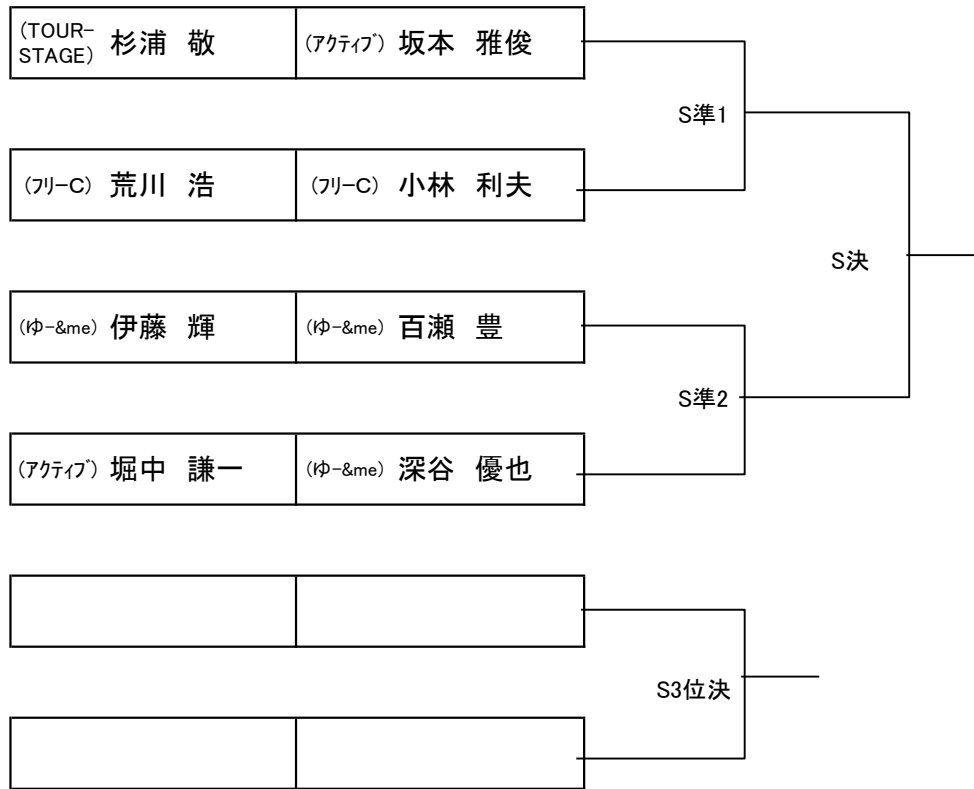 (TOUR-
STAGE) 杉浦 敬 (アクティブ) 坂本 雅俊
S準1
(フリーC) 荒川 浩 (フリーC) 小林 利夫
S決
(ゆー&me) 伊藤 輝 (ゆー&me) 百瀬 豊
S準2
(アクティブ) 堀中 謙一 (ゆー&me) 深谷 優也
S3位決